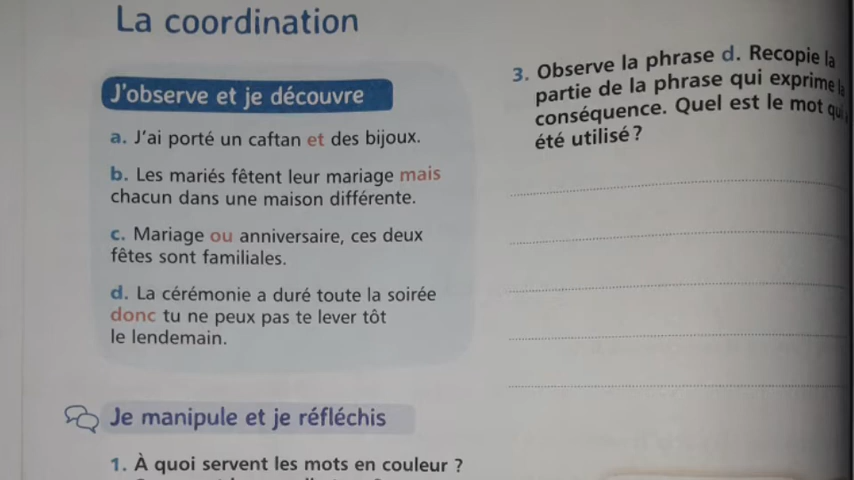 La coordination
J'observe et je découvre
a. J'ai porté un caftan et des bijoux.
b. Les mariés fêtent leur mariage mais
chacun dans une maison différente.
c. Mariage ou anniversaire, ces deux
fêtes sont familiales.
d. La cérémonie a duré toute la soirée
donc tu ne peux pas te lever tôt
le lendemain.
Je manipule et je réfléchis
1. À quoi servent les mots en couleur ?
3. Observe la phrase d. Recopie la
partie de la phrase qui exprime la
conséquence. Quel est le mot qui
été utilisé ?